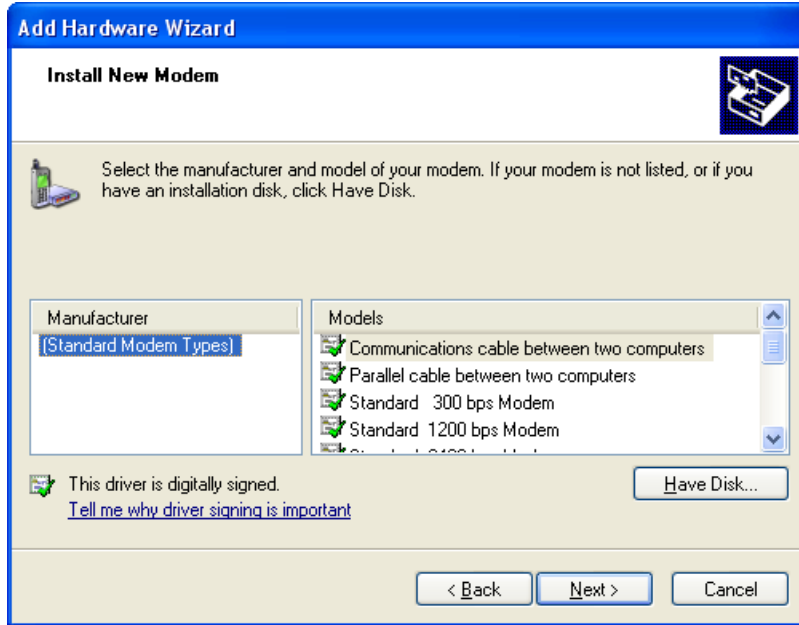 Add Hardware Wizard
Install New Modem
Select the manufacturer and model of your modem. If your modem is not listed, or if you
have an installation disk, click Have Disk.
Manufacturer
(Standard Modem Types)
Models
Communications cable between two computers
Parallel cable between two computers
Standard 300 bps Modem
Standard 1200 bps Modem
This driver is digitally signed.
Tell me why driver signing is important
Have Disk...
< Back
Next >
Cancel